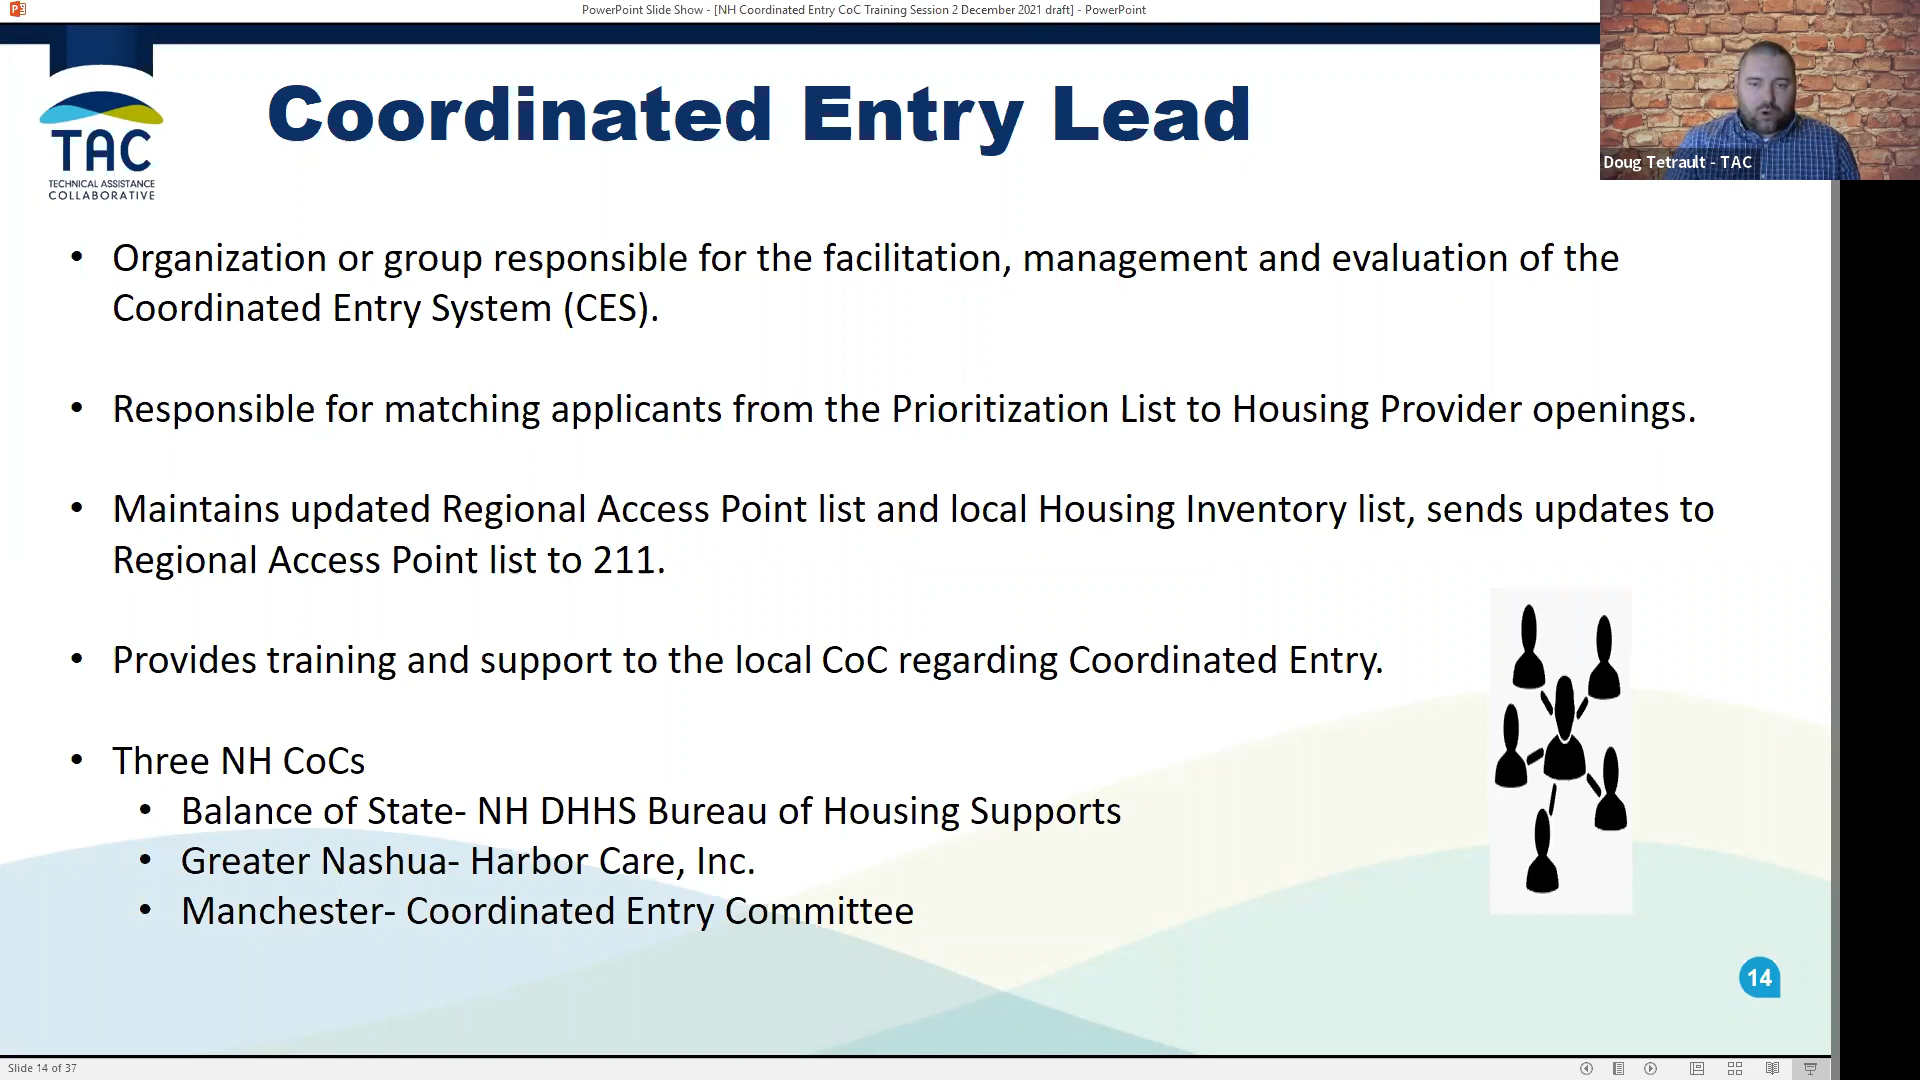 PowerPoint Slide Show - [NH Coordinated Entry CoC Training Session 2 December 2021 draft] - PowerPoint
Doug Tetrault - TAC
TAC
TECHNICAL ASSISTANCE
COLLABORATIVE
Coordinated Entry Lead
• Organization or group responsible for the facilitation, management and evaluation of the
Coordinated Entry System (CES).
• Responsible for matching applicants from the Prioritization List to Housing Provider openings.
• Maintains updated Regional Access Point list and local Housing Inventory list, sends updates to
Regional Access Point list to 211.
• Provides training and support to the local CoC regarding Coordinated Entry.
• Three NH CoCs
• Balance of State- NH DHHS Bureau of Housing Supports
• Greater Nashua- Harbor Care, Inc.
• Manchester- Coordinated Entry Committee
14
Slide 14 of 37